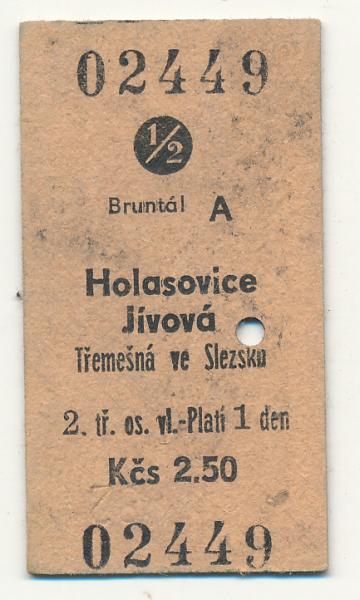 02449
1/2
Bruntál A
Holasovice
Jívová
Třemešná ve Slezsku
2. tř. os. vl.-Platí 1 den
Kčs 2.50
02449